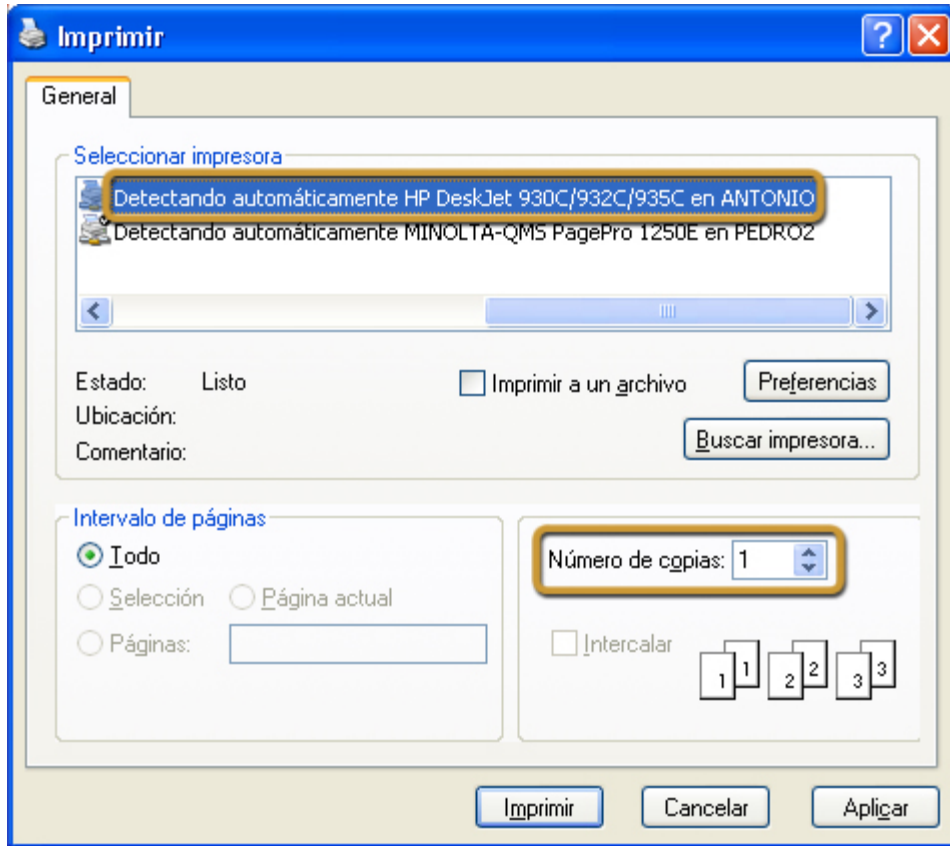 Imprimir
General
Seleccionar impresora
Detectando automáticamente HP DeskJet 930C/932C/935C en ANTONIO
Detectando automáticamente MINOLTA-QMS PagePro 1250E en PEDRO2
Estado: Listo
Imprimir a un archivo
Preferencias
Ubicación:
Buscar impresora...
Comentario:
Intervalo de páginas
Todo
Selección Página actual
Páginas:
Número de copias: 1
Intercalar
1 1 2 2 3 3
Imprimir Cancelar Aplicar